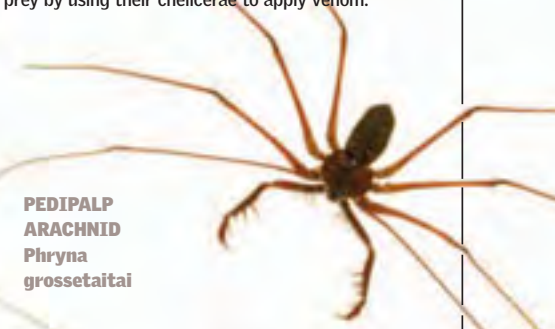 prey by using their chelicerae to apply venom.
PEDIPALP
ARACHNID
Phryna
grossetaitai